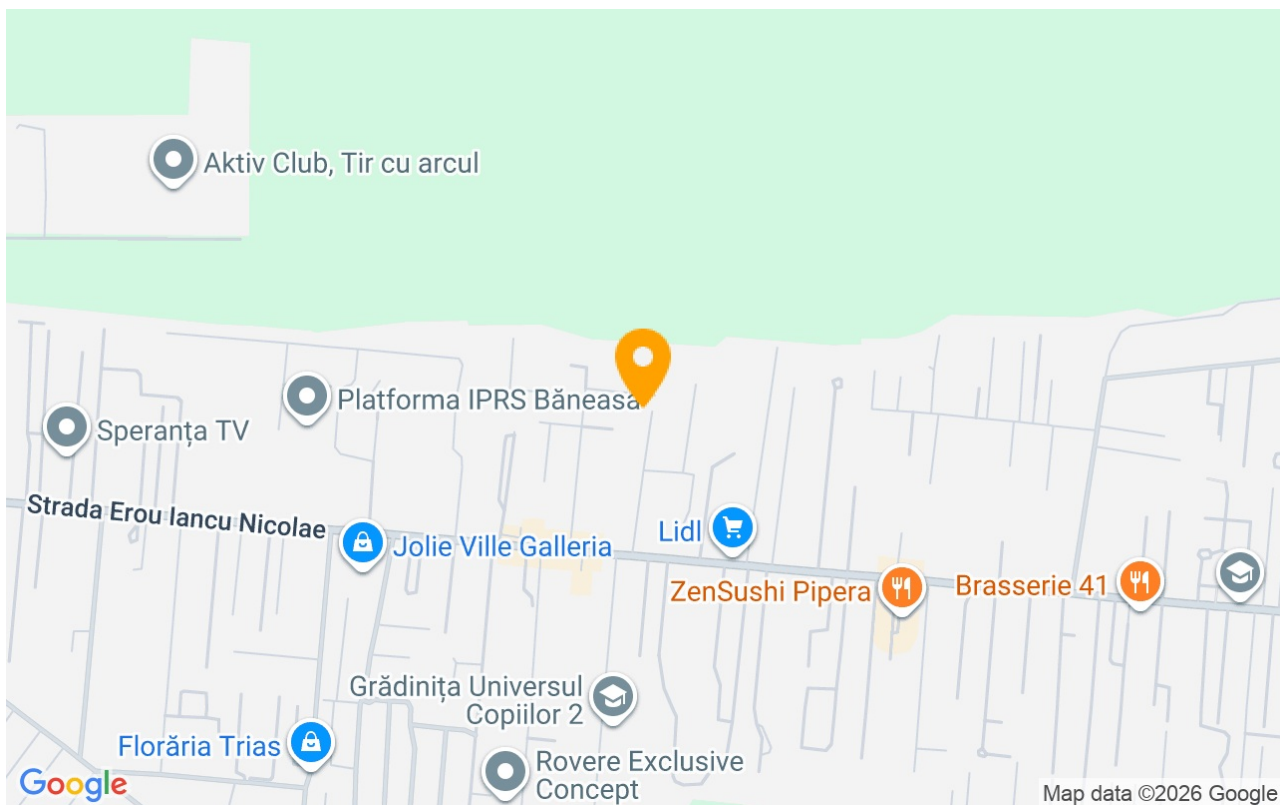 Aktiv Club, Tir cu arcul
Platforma IPRS Băneasa
Speranța TV
Strada Erou Iancu Nicolae
Jolie Ville Galleria
Lidl
ZenSushi Pipera
Brasserie 41
Grădinița Universul
Copiilor 2
Florăria Trias
Rovere Exclusive
Concept
Google
Map data ©2026 Google